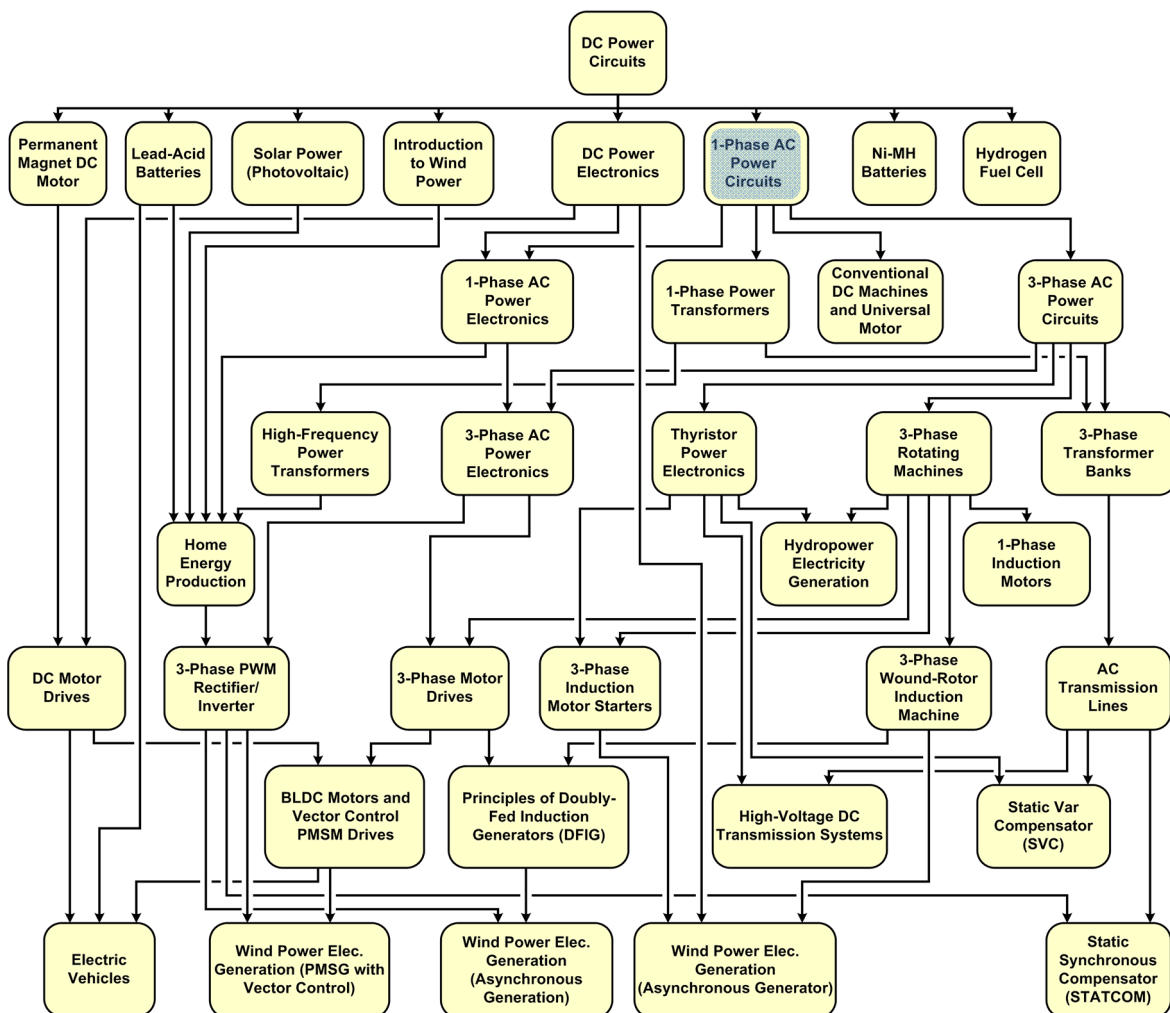 DC Power
Circuits
Permanent
Magnet DC
Motor
Lead-Acid
Batteries
Solar Power
(Photovoltaic)
Introduction
to Wind
Power
DC Power
Electronics
1-Phase AC
Power
Circuits
Ni-MH
Batteries
Hydrogen
Fuel Cell
1-Phase AC
Power
Electronics
1-Phase Power
Transformers
Conventional
DC Machines
and Universal
Motor
3-Phase AC
Power
Circuits
High-Frequency
Power
Transformers
3-Phase AC
Power
Electronics
Thyristor
Power
Electronics
3-Phase
Rotating
Machines
3-Phase
Transformer
Banks
Home
Energy
Production
Hydropower
Electricity
Generation
1-Phase
Induction
Motors
DC Motor
Drives
3-Phase PWM
Rectifier/
Inverter
3-Phase Motor
Drives
3-Phase
Induction
Motor Starters
3-Phase
Wound-Rotor
Induction
Machine
AC
Transmission
Lines
BLDC Motors and
Vector Control
PMSM Drives
Principles of Doubly-
Fed Induction
Generators (DFIG)
High-Voltage DC
Transmission Systems
Static Var
Compensator
(SVC)
Electric
Vehicles
Wind Power Elec.
Generation (PMSG with
Vector Control)
Wind Power Elec.
Generation
(Asynchronous
Generation)
Wind Power Elec.
Generation
(Asynchronous Generator)
Static
Synchronous
Compensator
(STATCOM)